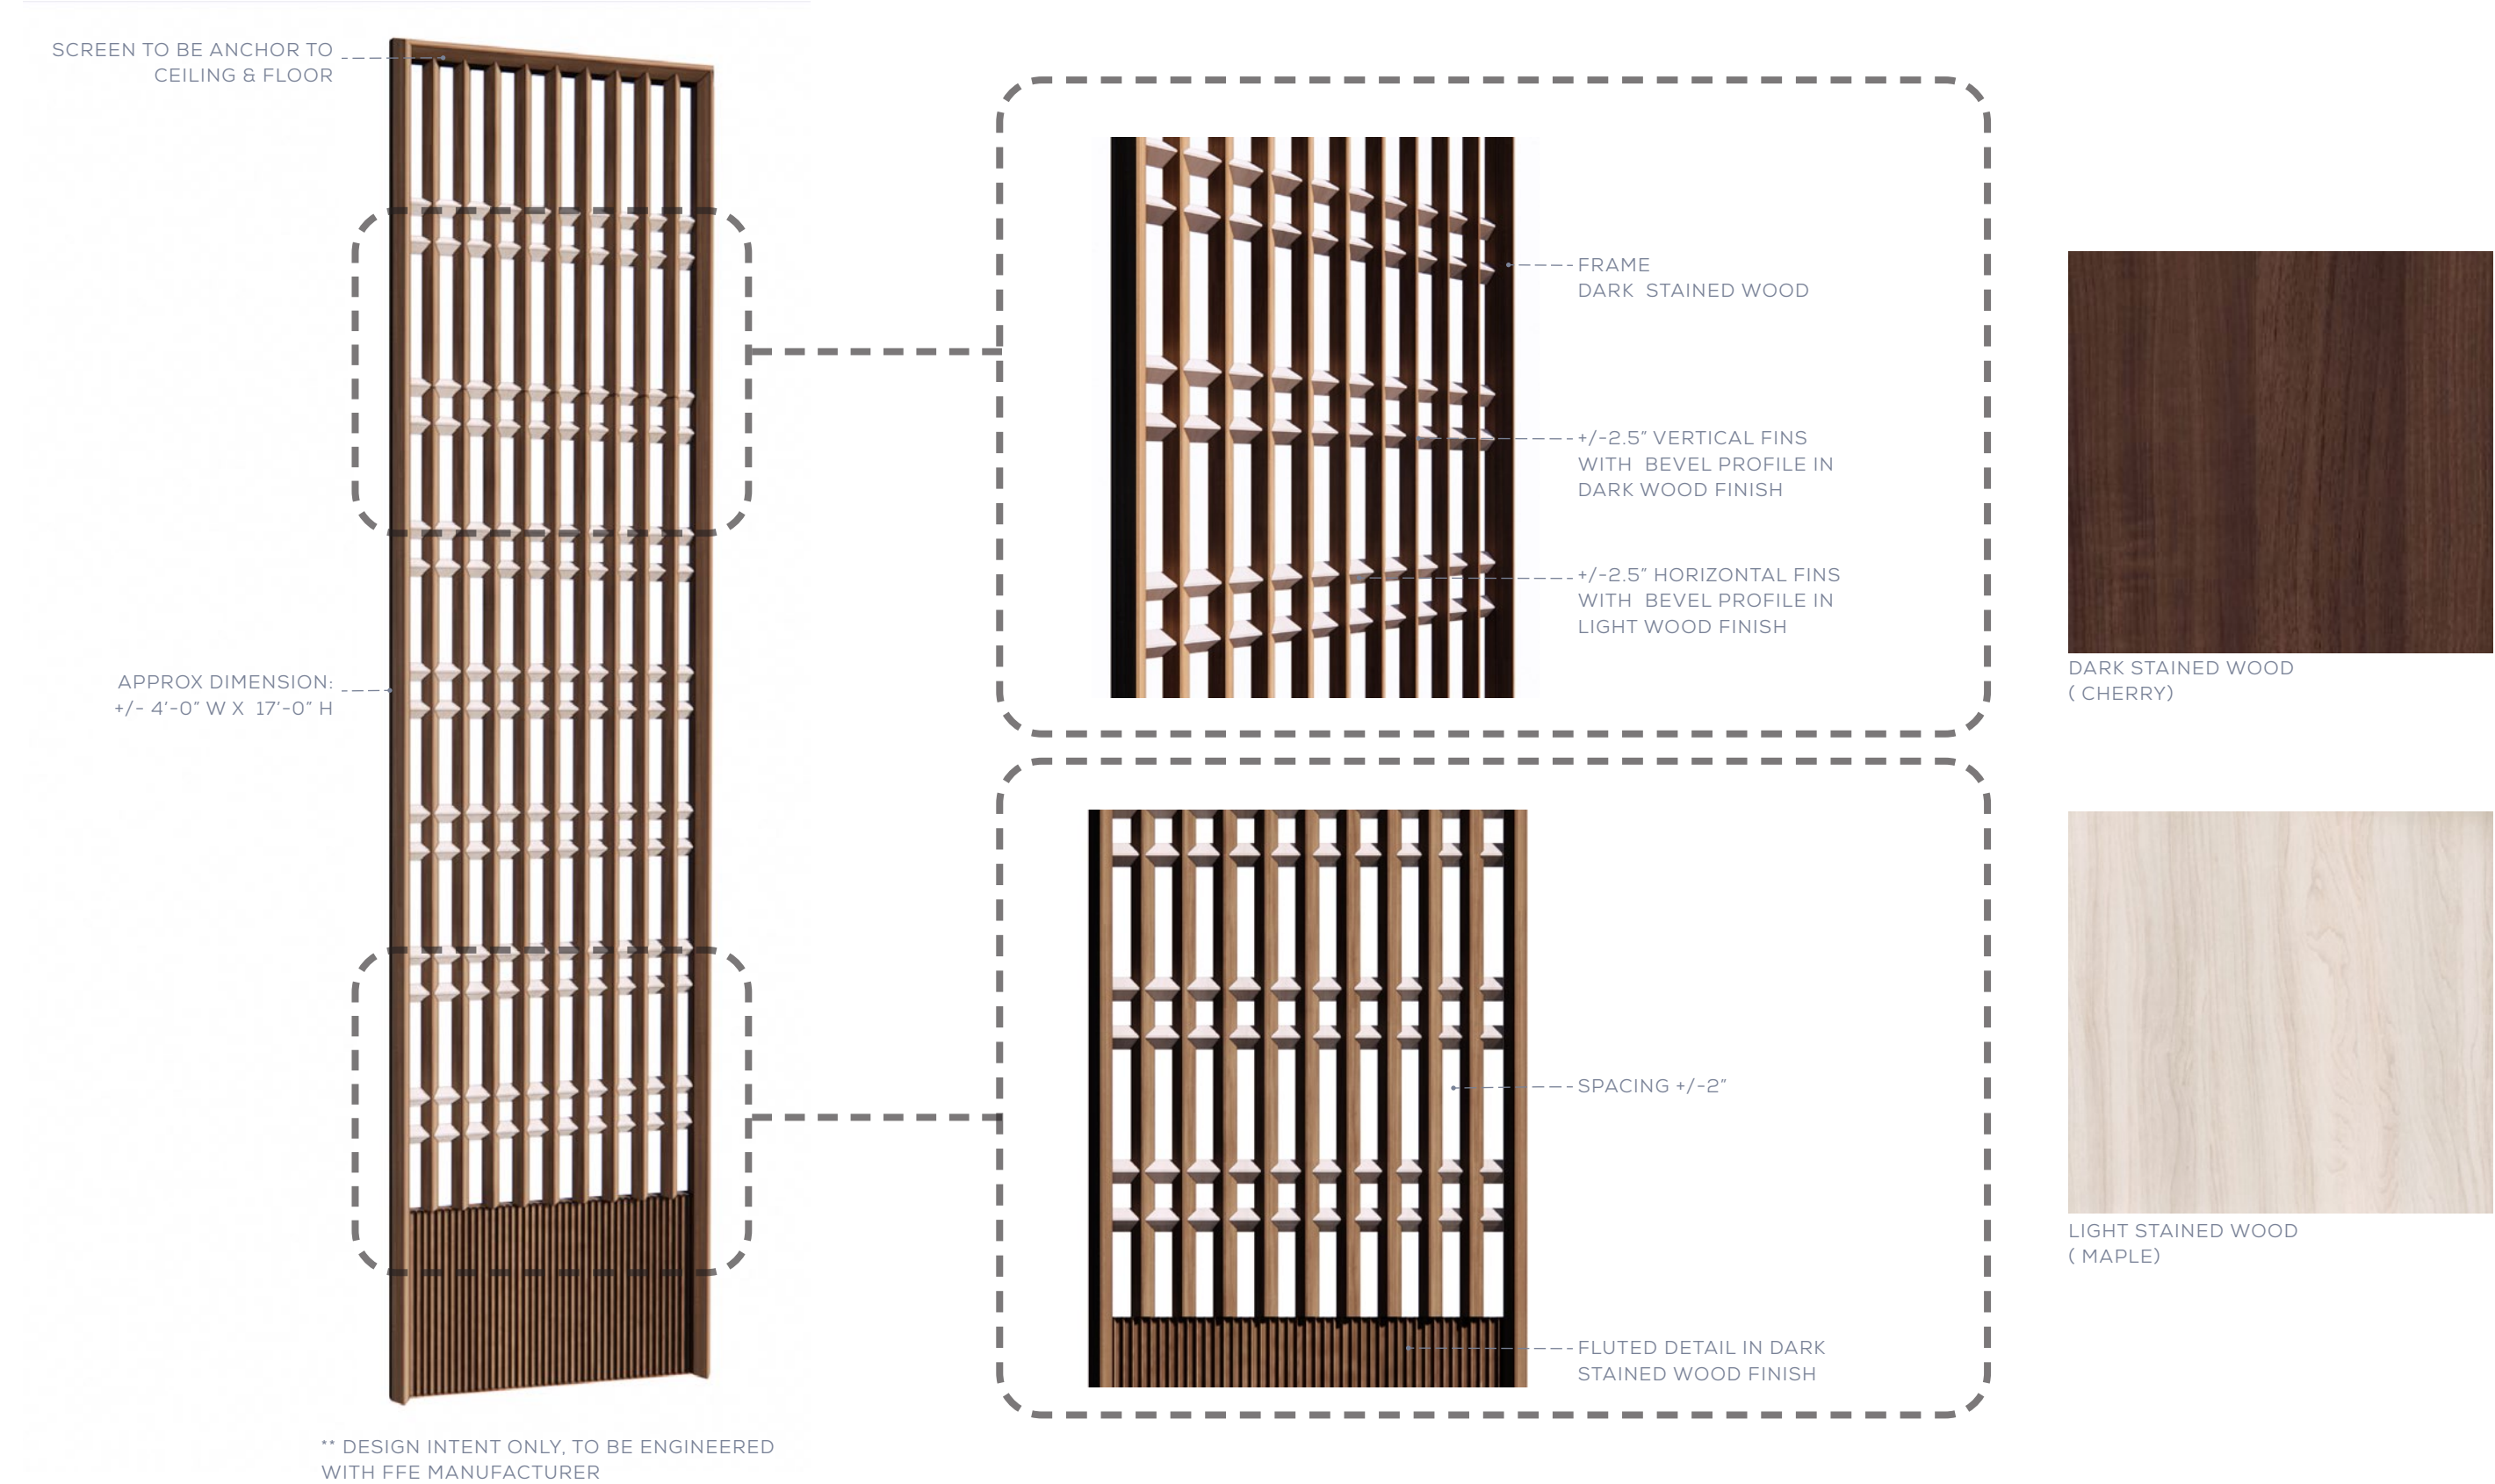 SCREEN TO BE ANCHOR TO
CEILING & FLOOR
APPROX DIMENSION:
+/- 4'-0" W X 17'-0" H
** DESIGN INTENT ONLY, TO BE ENGINEERED
WITH FFE MANUFACTURER
FRAME
DARK STAINED WOOD
+/-2.5" VERTICAL FINS
WITH BEVEL PROFILE IN
DARK WOOD FINISH
+/-2.5" HORIZONTAL FINS
WITH BEVEL PROFILE IN
LIGHT WOOD FINISH
SPACING +/-2"
FLUTED DETAIL IN DARK
STAINED WOOD FINISH
DARK STAINED WOOD
( CHERRY)
LIGHT STAINED WOOD
( MAPLE)